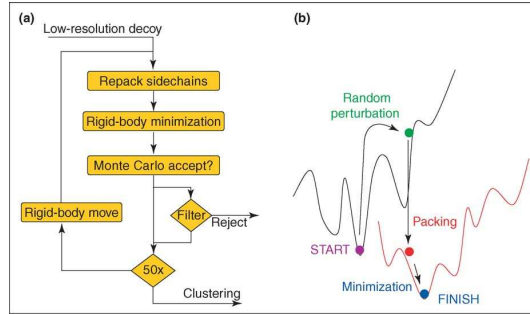 (a)
Low-resolution decoy
Repack sidechains
Rigid-body minimization
Monte Carlo accept?
Rigid-body move
Filter
Reject
50x
Clustering
(b)
Random
perturbation
START
Packing
Minimization
FINISH